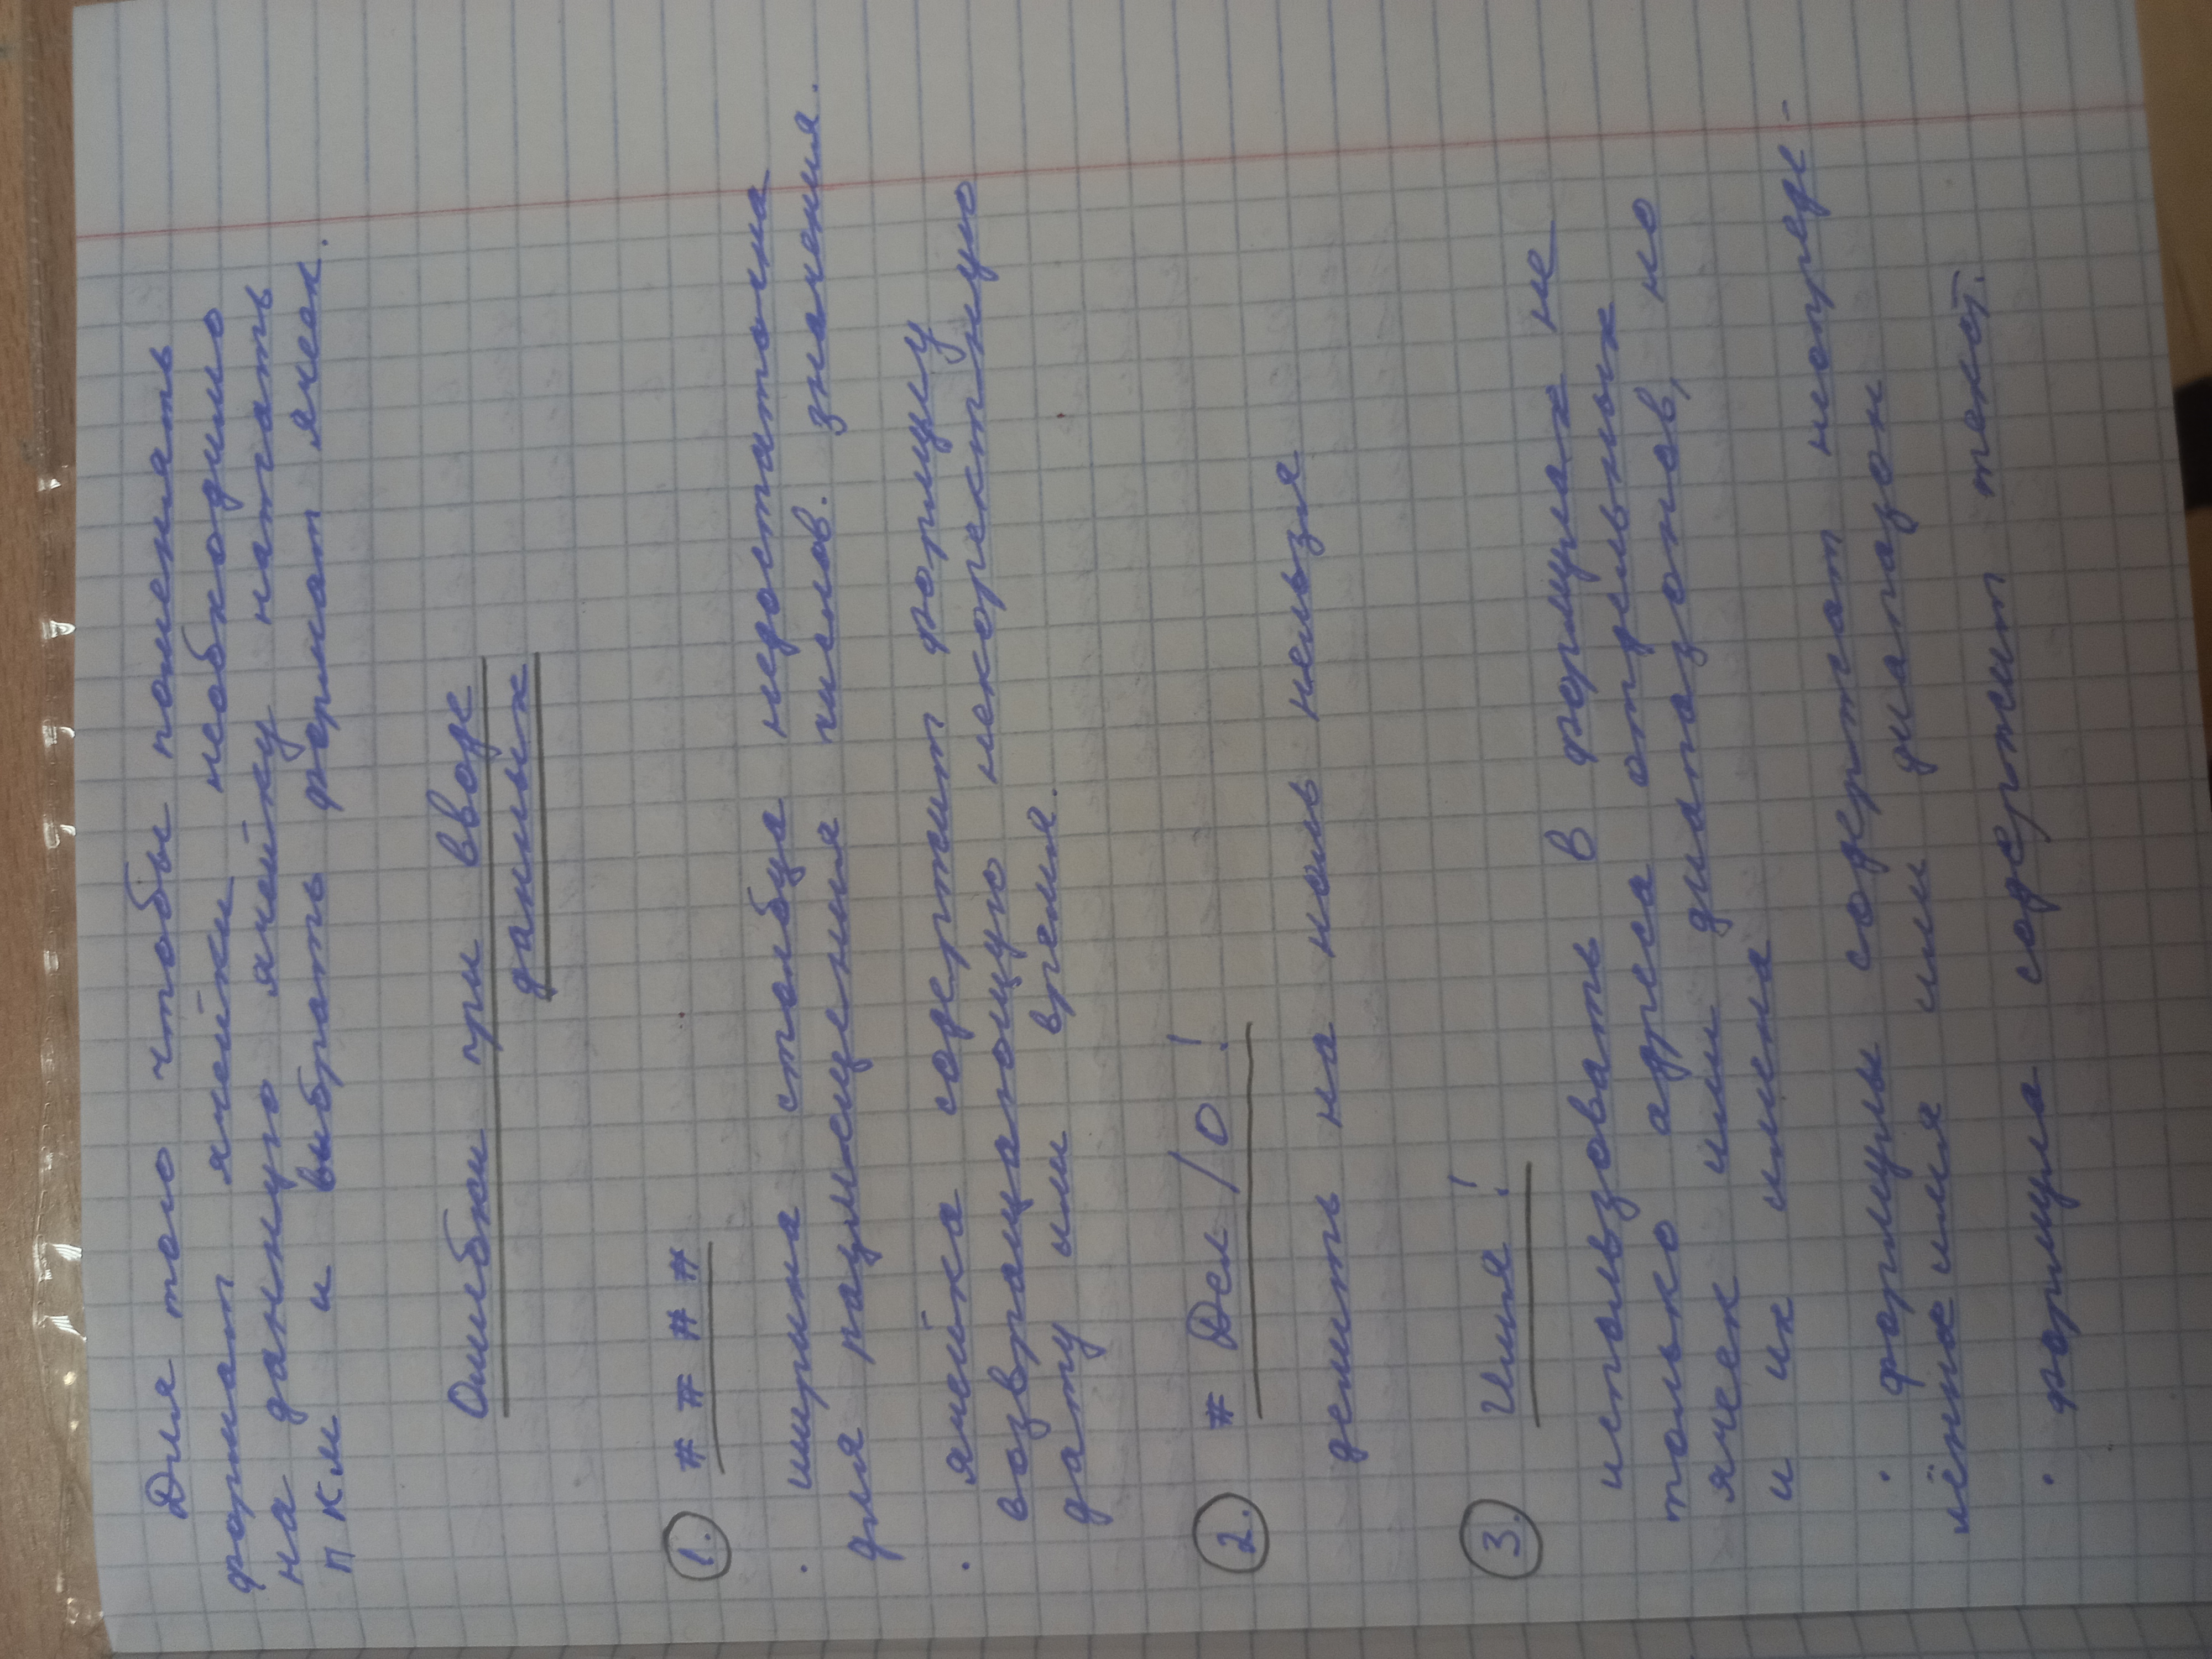 Для того чтобы поменять
формат ячейки необходимо
на данную ячейку нажать
ПКМ и выбрать формат ячеек.
Ошибки при вводе
данных
1. # # # #
· ширина столбца недостаточна
для размещения числов. значения.
· ячейка содержит формулу
возвращающую некоректную
дату или время.
2. # Дел / 0 !
делить на ноль нельзя
3. Имя !
использовать в формулах не
только адреса отдельных
ячеек или диапазонов, но
и их имена
· формулы содержат неопреде-
лённое имя или диапазон
· формула содержит текст.